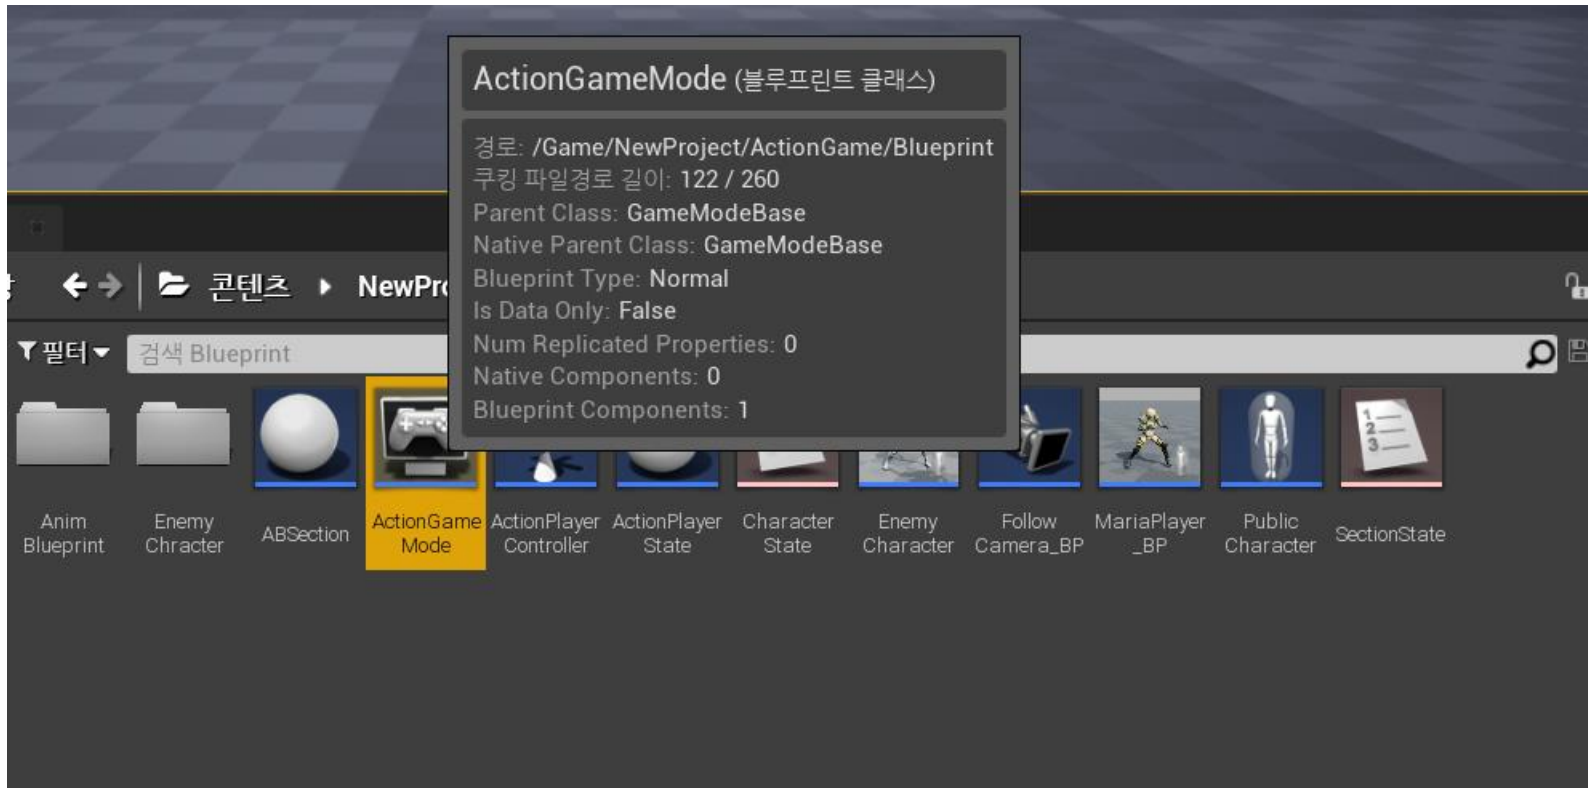 ActionGameMode (블루프린트 클래스)
경로: /Game/NewProject/ActionGame/Blueprint
쿠킹 파일경로 길이: 122 / 260
Parent Class: GameModeBase
Native Parent Class: GameModeBase
Blueprint Type: Normal
Is Data Only: False
Num Replicated Properties: 0
Native Components: 0
Blueprint Components: 1
콘텐츠 NewPro
필터 검색 Blueprint
Anim
Blueprint
Enemy
Chracter
ABSection
ActionGame
Mode
ActionPlayer
Controller
ActionPlayer
State
Character
State
Enemy
Character
Follow
Camera_BP
MariaPlayer
_BP
Public
Character
SectionState